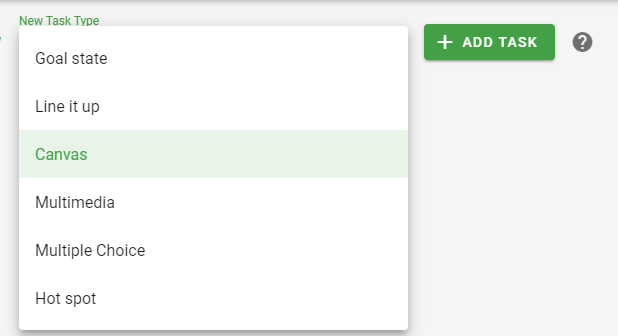 New Task Type
Goal state
Line it up
Canvas
Multimedia
Multiple Choice
Hot spot
+ ADD TASK
?